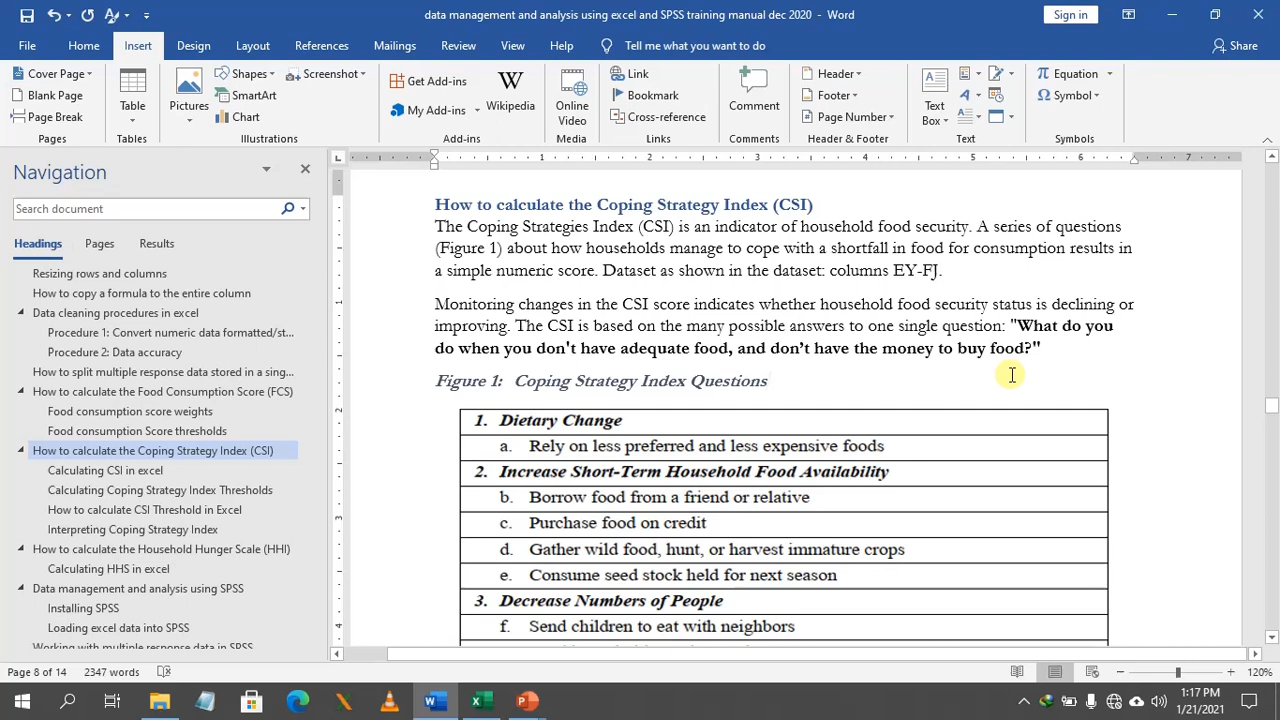 data management and analysis using excel and SPSS training manual dec 2020 - Word
Sign in
File Home Insert Design Layout References Mailings Review View Help Tell me what you want to do Share
Cover Page
Blank Page
Page Break
Pages
Table
Tables
Pictures
Shapes
SmartArt
Chart
Screenshot
Illustrations
Get Add-ins
My Add-ins
Wikipedia
Add-ins
Online
Video
Media
Link
Bookmark
Cross-reference
Links
Comment
Comments
Header
Footer
Page Number
Header & Footer
Text
Box
Text
Equation
Symbol
Symbols
Navigation
Search document
Headings Pages Results
Resizing rows and columns
How to copy a formula to the entire column
Data cleaning procedures in excel
Procedure 1: Convert numeric data formatted/st...
Procedure 2: Data accuracy
How to split multiple response data stored in a sing...
How to calculate the Food Consumption Score (FCS)
Food consumption score weights
Food consumption Score thresholds
How to calculate the Coping Strategy Index (CSI)
Calculating CSI in excel
Calculating Coping Strategy Index Thresholds
How to calculate CSI Threshold in Excel
Interpreting Coping Strategy Index
How to calculate the Household Hunger Scale (HHI)
Calculating HHS in excel
Data management and analysis using SPSS
Installing SPSS
Loading excel data into SPSS
Working with multiple response data in SPSS
1 2 3 4 5 6 7
1
2
3
4
How to calculate the Coping Strategy Index (CSI)
The Coping Strategies Index (CSI) is an indicator of household food security. A series of questions
(Figure 1) about how households manage to cope with a shortfall in food for consumption results in
a simple numeric score. Dataset as shown in the dataset: columns EY-FJ.
Monitoring changes in the CSI score indicates whether household food security status is declining or
improving. The CSI is based on the many possible answers to one single question: "What do you
do when you don't have adequate food, and don’t have the money to buy food?"
Figure 1: Coping Strategy Index Questions
1. Dietary Change
a. Rely on less preferred and less expensive foods
2. Increase Short-Term Household Food Availability
b. Borrow food from a friend or relative
c. Purchase food on credit
d. Gather wild food, hunt, or harvest immature crops
e. Consume seed stock held for next season
3. Decrease Numbers of People
f. Send children to eat with neighbors
Page 8 of 14 2347 words
120%
1:17 PM
1/21/2021